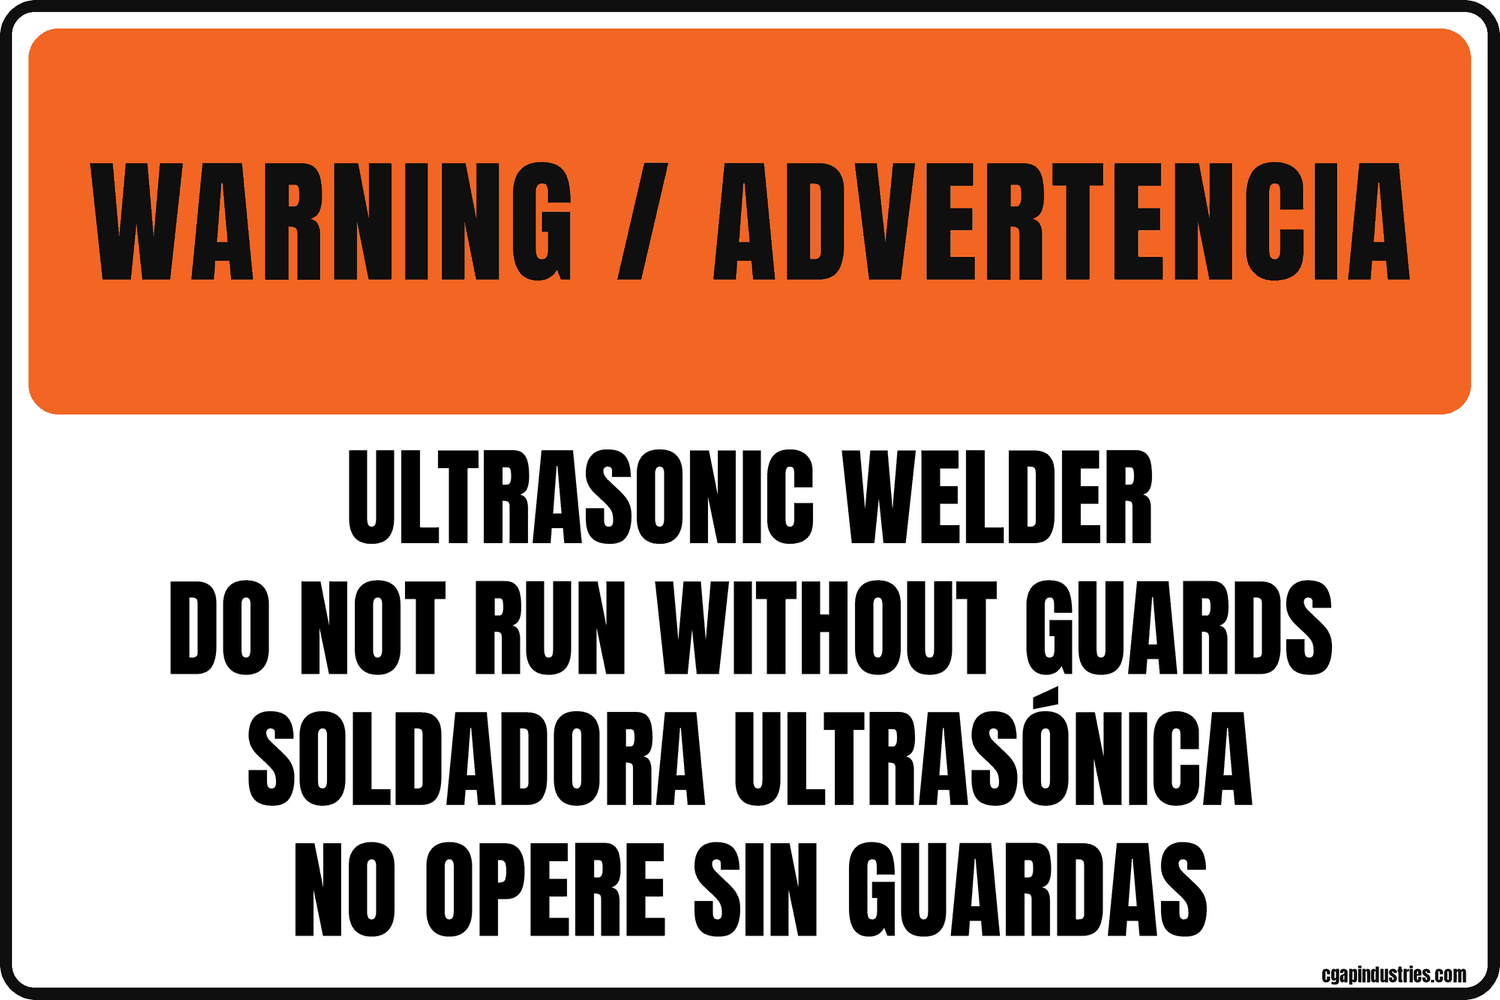 WARNING / ADVERTENCIA
ULTRASONIC WELDER
DO NOT RUN WITHOUT GUARDS
SOLDADORA ULTRASÓNICA
NO OPERE SIN GUARDAS
cgapindustries.com